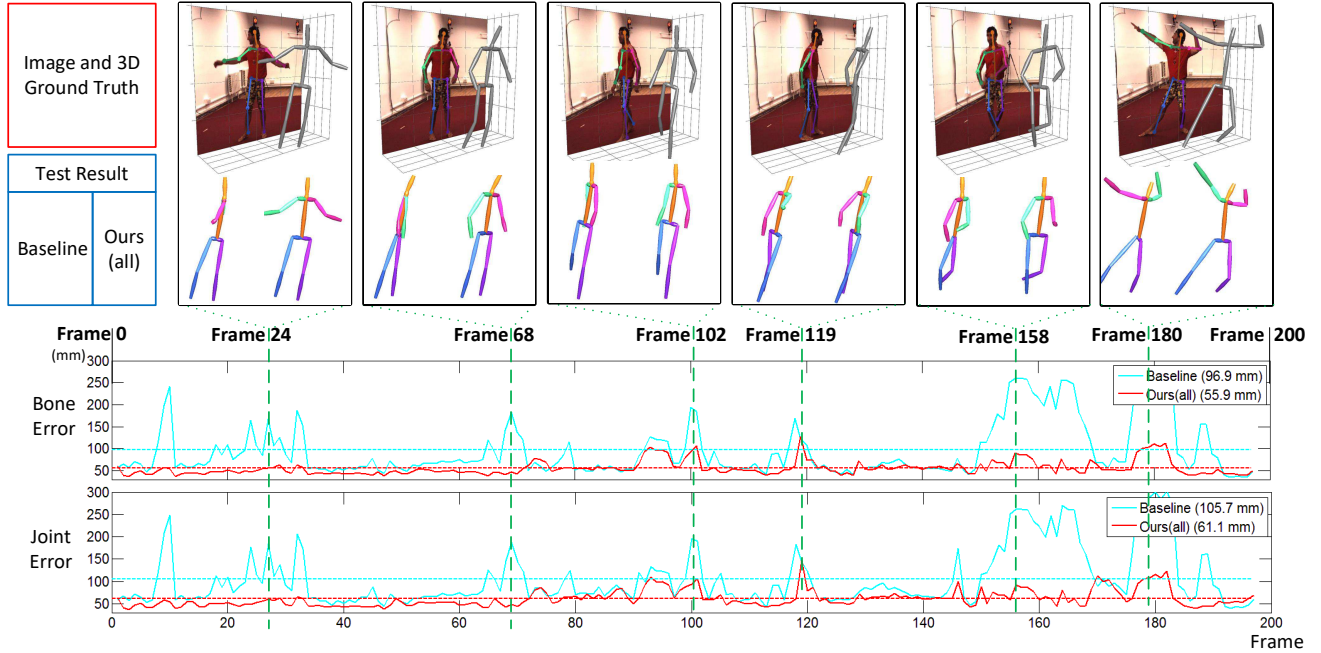 Image and 3D
Ground Truth
Test Result
Baseline
Ours
(all)
Frame 0
Frame 24
Frame 68
Frame 102
Frame 119
Frame 158
Frame 180
Frame 200
(mm)
300
250
200
150
100
50
Bone
Error
Baseline (96.9 mm)
Ours(all) (55.9 mm)
300
250
200
150
100
50
Joint
Error
Baseline (105.7 mm)
Ours(all) (61.1 mm)
0
20
40
60
80
100
120
140
160
180
200
Frame